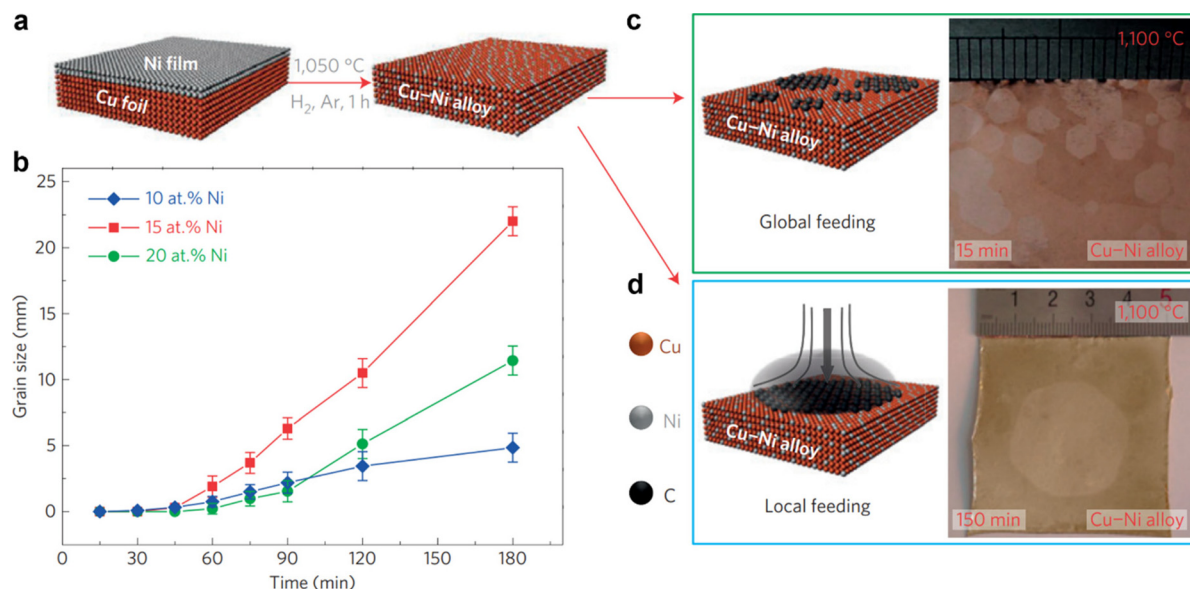 a
Ni film
Cu foil
1,050 °C
H₂, Ar, 1 h
Cu–Ni alloy
b
Grain size (mm)
25
20
15
10
5
0
10 at.% Ni
15 at.% Ni
20 at.% Ni
0 30 60 90 120 150 180
Time (min)
c
Cu–Ni alloy
Global feeding
1,100 °C
15 min
Cu–Ni alloy
d
Cu
Ni
C
Cu–Ni alloy
Local feeding
1 2 3 4 5
1,100 °C
150 min
Cu–Ni alloy